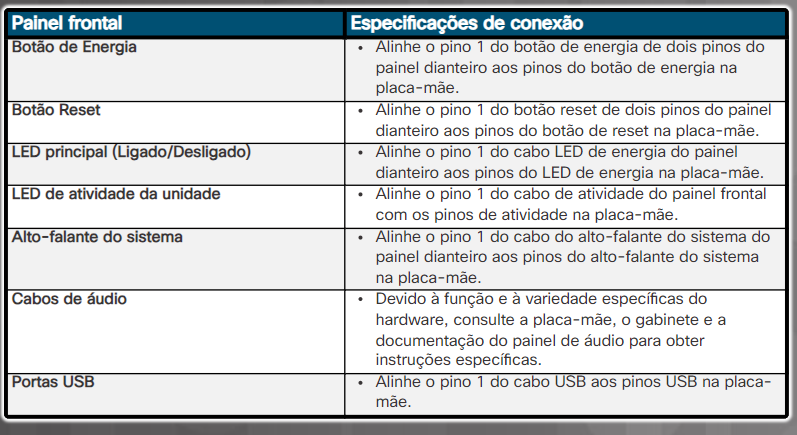 Painel frontal
Especificações de conexão
Botão de Energia
• Alinhe o pino 1 do botão de energia de dois pinos do
painel dianteiro aos pinos do botão de energia na
placa-mãe.
Botão Reset
• Alinhe o pino 1 do botão reset de dois pinos do painel
dianteiro aos pinos do botão de reset na placa-mãe.
LED principal (Ligado/Desligado)
• Alinhe o pino 1 do cabo LED de energia do painel
dianteiro aos pinos do LED de energia na placa-mãe.
LED de atividade da unidade
• Alinhe o pino 1 do cabo de atividade do painel frontal
com os pinos de atividade na placa-mãe.
Alto-falante do sistema
• Alinhe o pino 1 do cabo do alto-falante do sistema do
painel dianteiro aos pinos do alto-falante do sistema
na placa-mãe.
Cabos de áudio
• Devido à função e à variedade específicas do
hardware, consulte a placa-mãe, o gabinete e a
documentação do painel de áudio para obter
instruções específicas.
Portas USB
• Alinhe o pino 1 do cabo USB aos pinos USB na placa-
mãe.